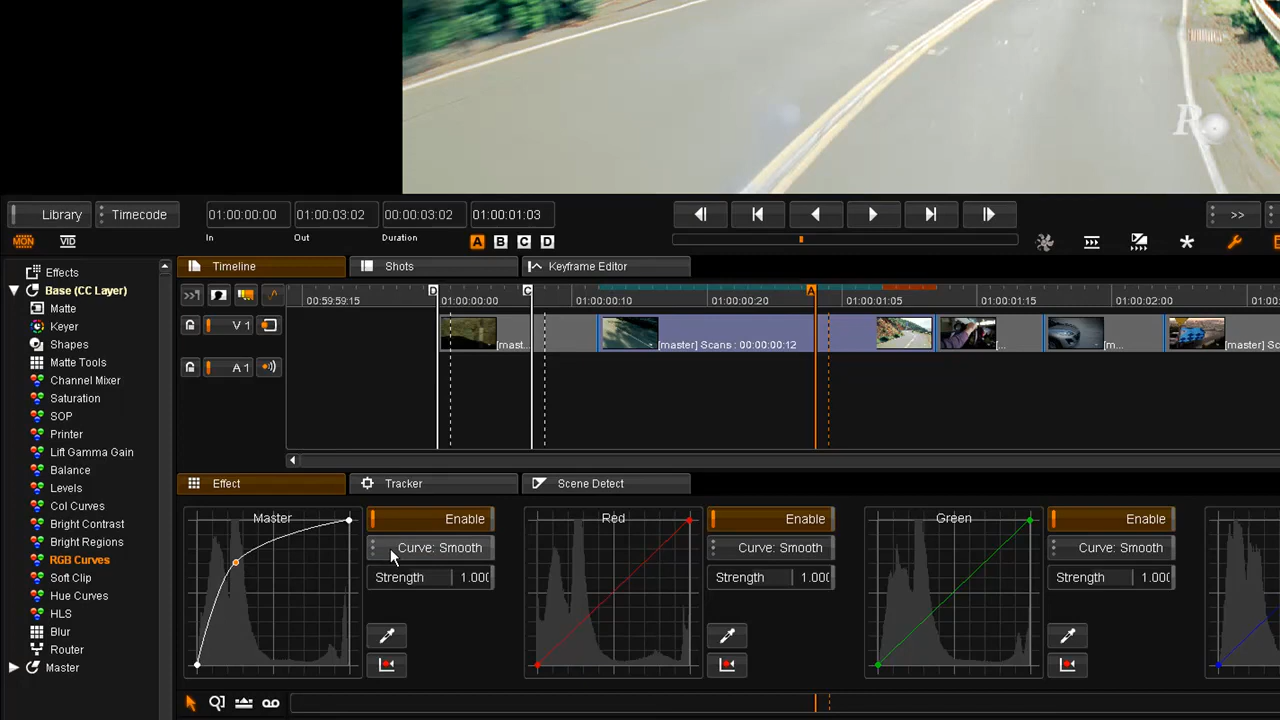 R
Library
Timecode
01:00:00:00
01:00:03:02
00:00:03:02
01:00:01:03
>>
In
Out
Duration
A
B
C
D
MON
VID
Effects
Base (CC Layer)
Matte
Keyer
Shapes
Matte Tools
Channel Mixer
Saturation
SOP
Printer
Lift Gamma Gain
Balance
Levels
Col Curves
Bright Contrast
Bright Regions
RGB Curves
Soft Clip
Hue Curves
HLS
Blur
Router
Master
Timeline
Shots
Keyframe Editor
D
C
A
00:59:59:15
01:00:00:00
01:00:00:10
01:00:00:20
01:00:01:05
01:00:01:15
01:00:02:00
01:00:0
V 1
[mast...
[master] Scans : 00:00:00:12
[...
[m...
[master] S
A 1
Effect
Tracker
Scene Detect
Master
Enable
Curve: Smooth
Strength
1.000
Red
Enable
Curve: Smooth
Strength
1.000
Green
Enable
Curve: Smooth
Strength
1.000